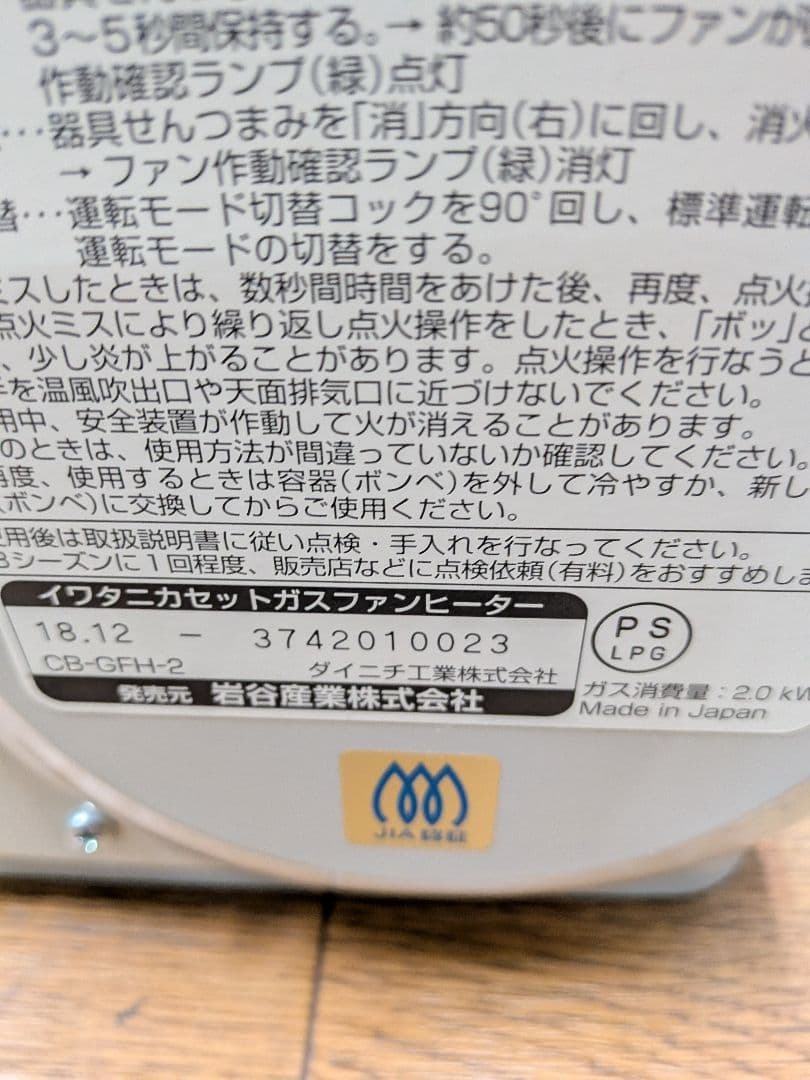 3～5秒間保持する。→ 約50秒後にファンが
作動確認ランプ(緑)点灯
…器具せんつまみを「消」方向(右)に回し、消火
→ ファン作動確認ランプ(緑)消灯
替…運転モード切替コックを90°回し、標準運転
運転モードの切替をする。
ミスしたときは、数秒間時間をあけた後、再度、点火
点火ミスにより繰り返し点火操作をしたとき、「ボッ」と
、少し炎が上がることがあります。点火操作を行なうと
手を温風吹出口や天面排気口に近づけないでください。
用中、安全装置が作動して火が消えることがあります。
のときは、使用方法が間違っていないか確認してください。
再度、使用するときは容器(ボンベ)を外して冷やすか、新し
(ボンベ)に交換してからご使用ください。
使用後は取扱説明書に従い点検・手入れを行なってください。
3シーズンに1回程度、販売店などに点検依頼(有料)をおすすめしま
イワタニカセットガスファンヒーター
18.12 － 3742010023
CB-GFH-2 ダイニチ工業株式会社
発売元 岩谷産業株式会社
PS
LPG
ガス消費量：2.0 kW
Made in Japan
JIA認証